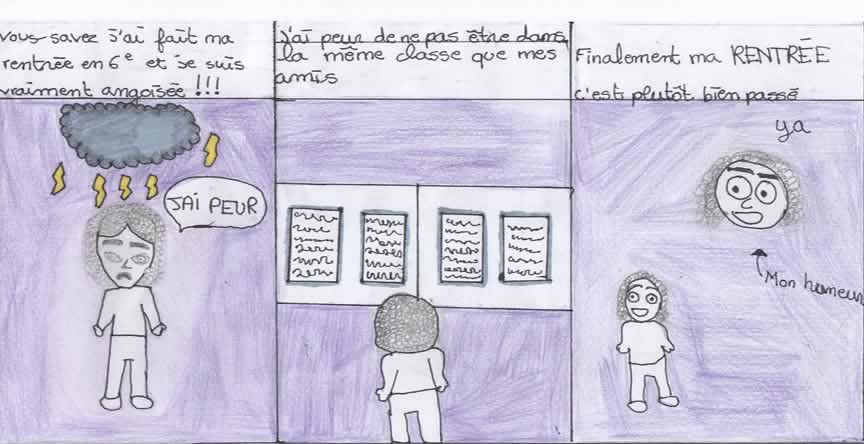 Vous savez j'ai fait ma
rentrée en 6e et je suis
vraiment angoisée !!!
J'AI PEUR
J'ai peur de ne pas être dans
la même classe que mes
amis
Finalement ma RENTRÉE
c'est plutôt bien passé
ya
Mon humeur